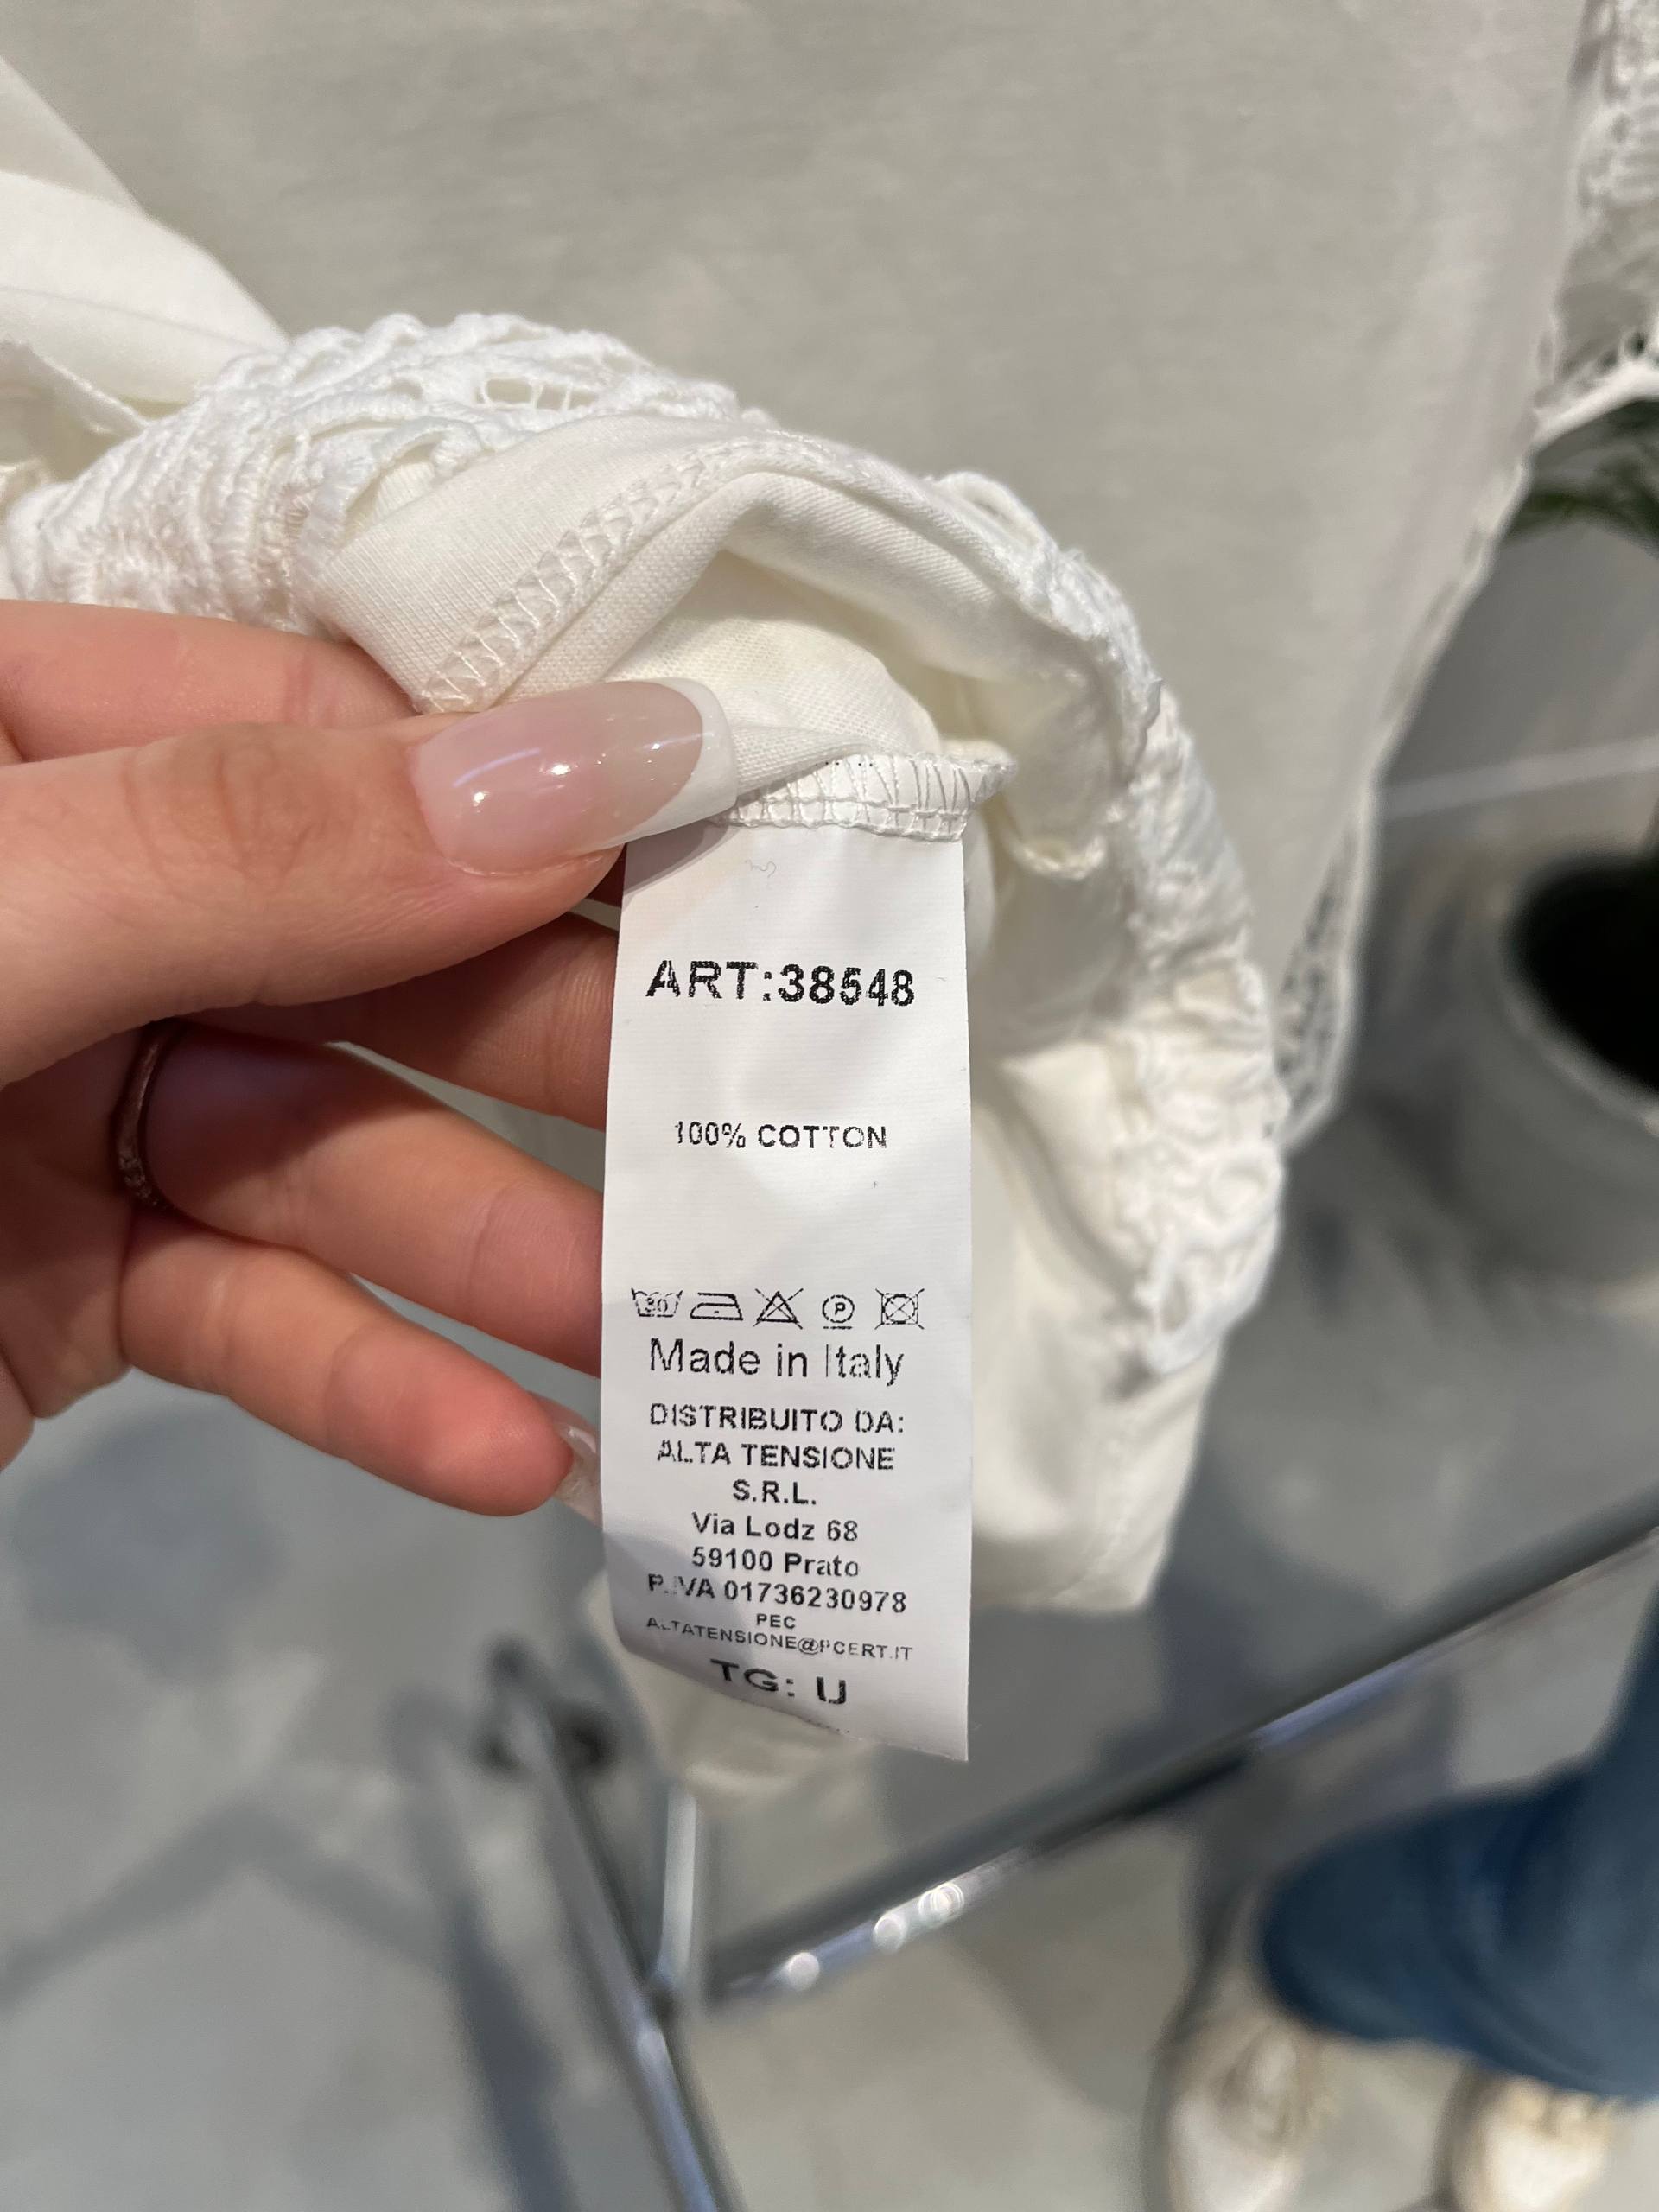 ART:38548
100% COTTON
30
P
Made in Italy
DISTRIBUITO DA:
ALTA TENSIONE
S.R.L.
Via Lodz 68
59100 Prato
P.IVA 01736230978
PEC
ALTATENSIONE@PCERT.IT
TG: U